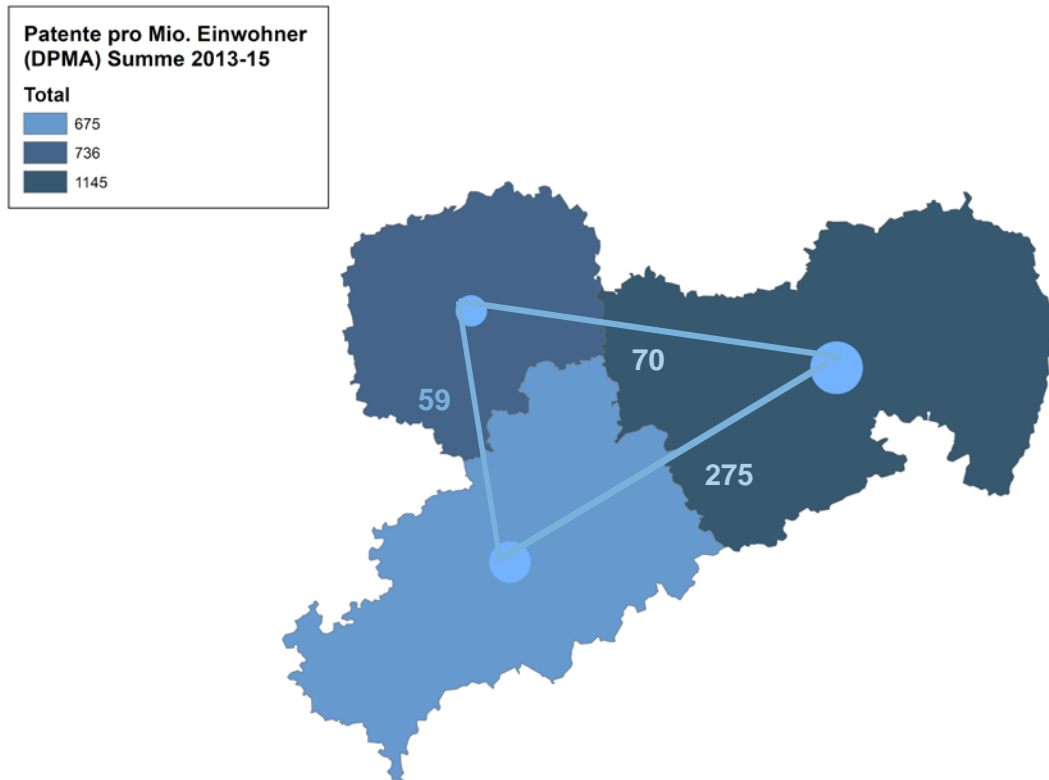 Patente pro Mio. Einwohner
(DPMA) Summe 2013-15
Total
675
736
1145
70
59
275